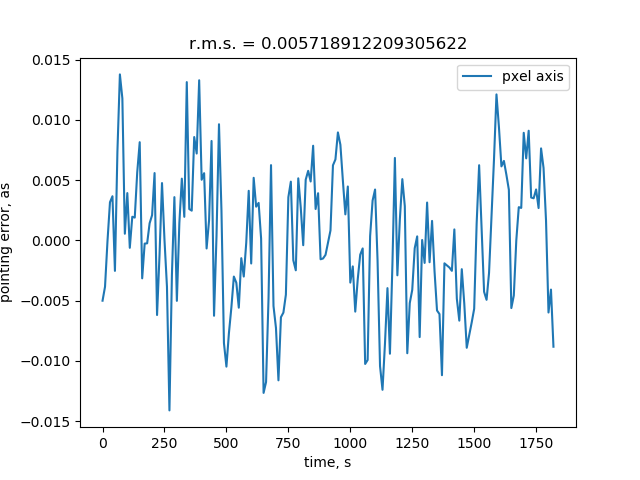 r.m.s. = 0.005718912209305622
pxel axis
0.015
0.010
0.005
0.000
−0.005
−0.010
−0.015
pointing error, as
0 250 500 750 1000 1250 1500 1750
time, s